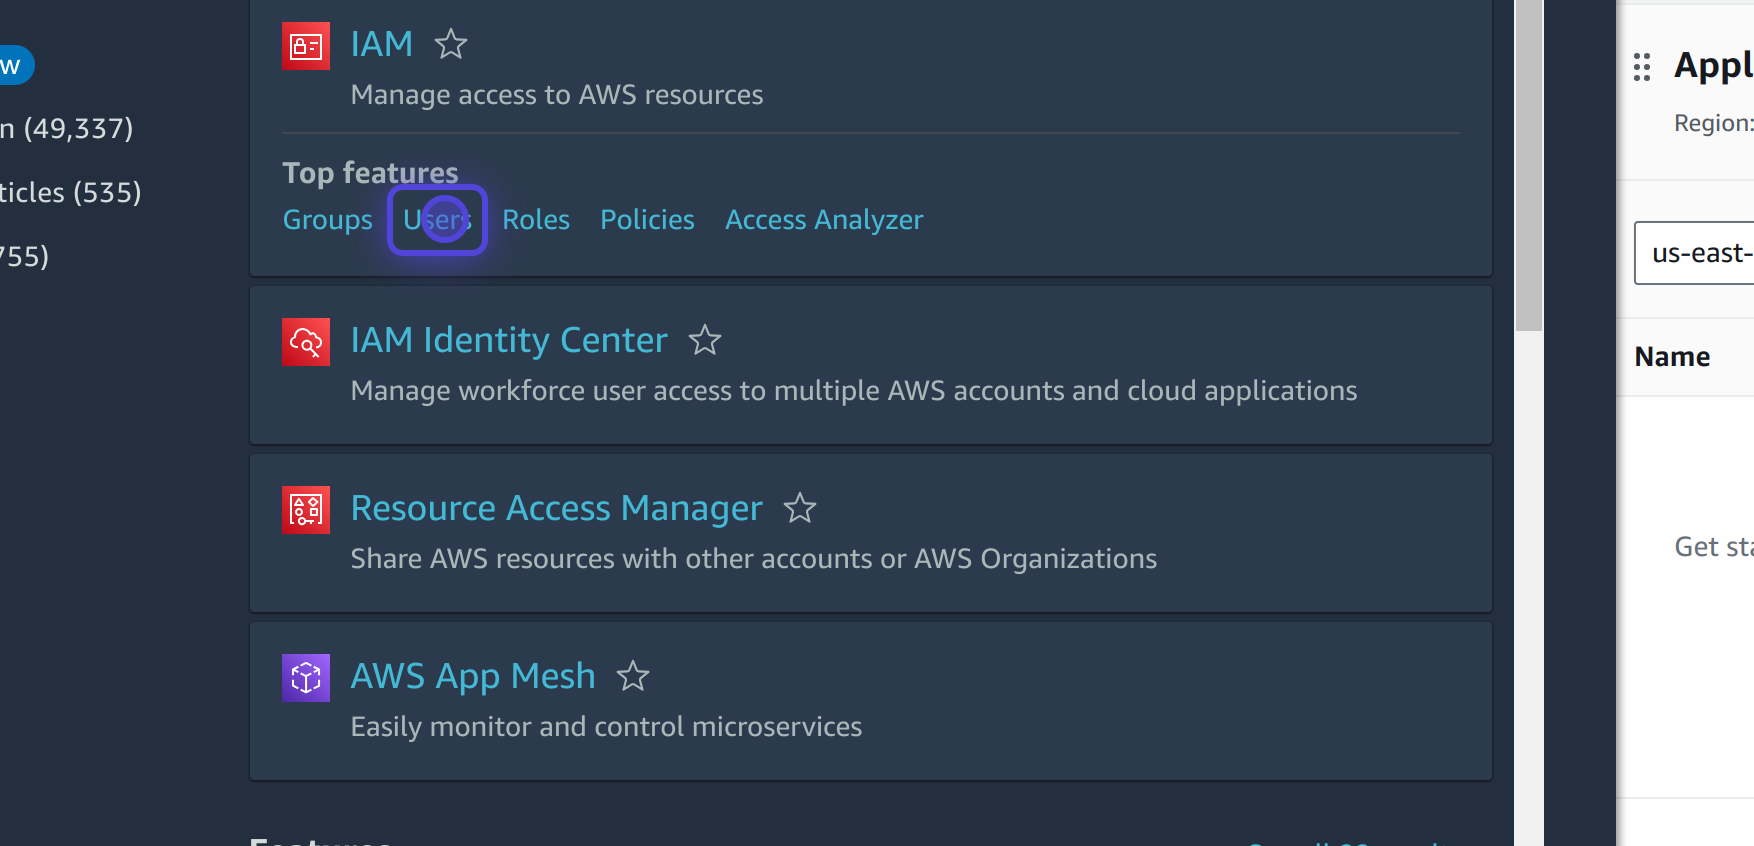 w
n (49,337)
ticles (535)
755)
IAM
Manage access to AWS resources
Top features
Groups Users Roles Policies Access Analyzer
IAM Identity Center
Manage workforce user access to multiple AWS accounts and cloud applications
Resource Access Manager
Share AWS resources with other accounts or AWS Organizations
AWS App Mesh
Easily monitor and control microservices
Features
Appl
Region:
us-east-
Name
Get sta